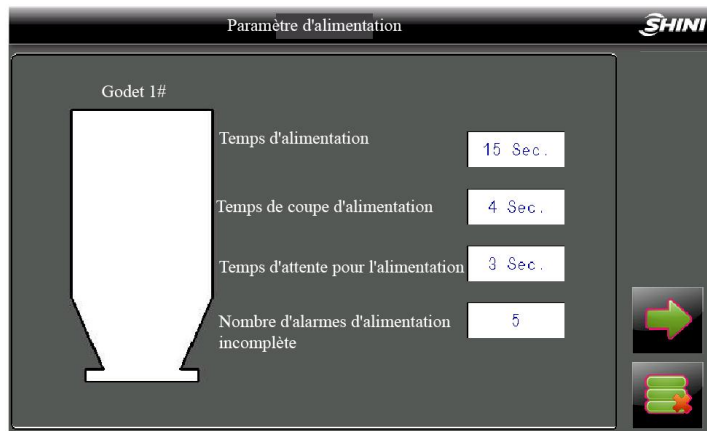 Paramètre d'alimentation
SHINI
Godet 1#
Temps d'alimentation
15 Sec.
Temps de coupe d'alimentation
4 Sec.
Temps d'attente pour l'alimentation
3 Sec.
Nombre d'alarmes d'alimentation
incomplète
5